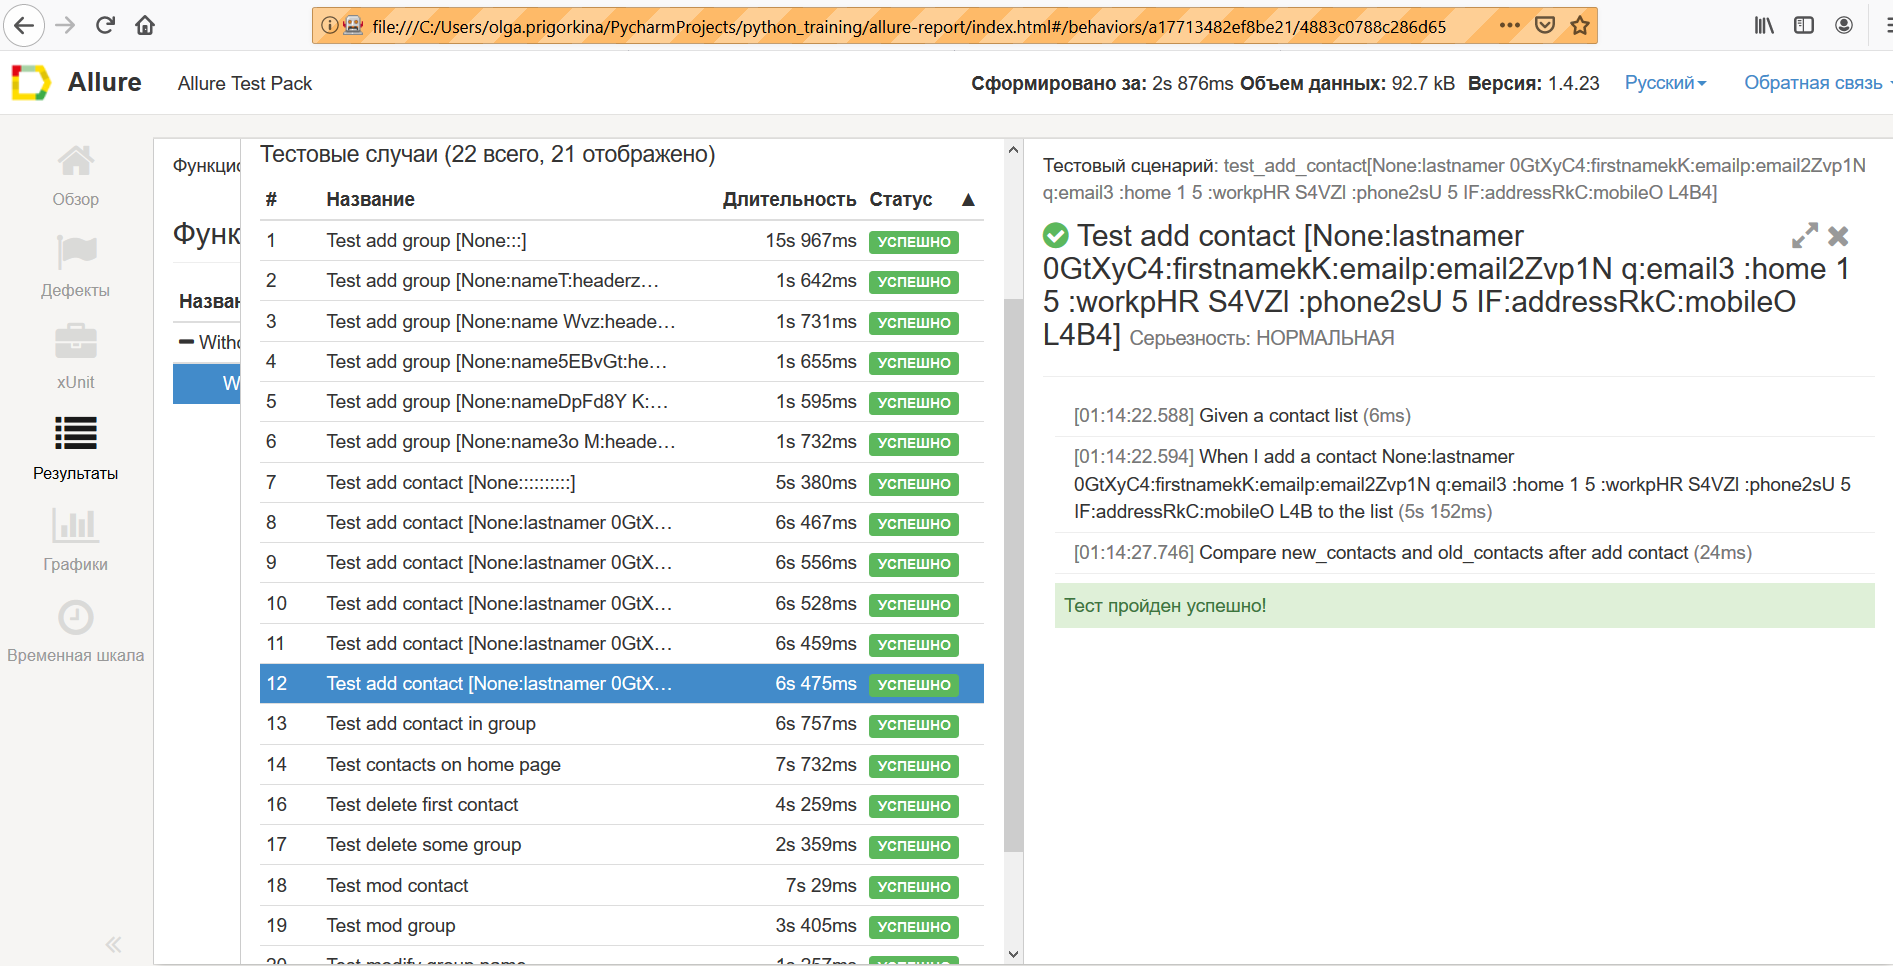 file:///C:/Users/olga.prigorkina/PycharmProjects/python_training/allure-report/index.html#/behaviors/a17713482ef8be21/4883c0788c286d65
Allure
Allure Test Pack
Сформировано за: 2s 876ms Объем данных: 92.7 kB Версия: 1.4.23 Русский Обратная связь
Обзор
Дефекты
xUnit
Результаты
Графики
Временная шкала
Функцио
Функ
Назван
Witho
W
Тестовые случаи (22 всего, 21 отображено)
# Название Длительность Статус ▲
1 Test add group [None:::] 15s 967ms УСПЕШНО
2 Test add group [None:nameT:headerz… 1s 642ms УСПЕШНО
3 Test add group [None:name Wvz:heade… 1s 731ms УСПЕШНО
4 Test add group [None:name5EBvGt:he… 1s 655ms УСПЕШНО
5 Test add group [None:nameDpFd8Y K:… 1s 595ms УСПЕШНО
6 Test add group [None:name3o M:heade… 1s 732ms УСПЕШНО
7 Test add contact [None::::::::::] 5s 380ms УСПЕШНО
8 Test add contact [None:lastnamer 0GtX… 6s 467ms УСПЕШНО
9 Test add contact [None:lastnamer 0GtX… 6s 556ms УСПЕШНО
10 Test add contact [None:lastnamer 0GtX… 6s 528ms УСПЕШНО
11 Test add contact [None:lastnamer 0GtX… 6s 459ms УСПЕШНО
12 Test add contact [None:lastnamer 0GtX… 6s 475ms УСПЕШНО
13 Test add contact in group 6s 757ms УСПЕШНО
14 Test contacts on home page 7s 732ms УСПЕШНО
16 Test delete first contact 4s 259ms УСПЕШНО
17 Test delete some group 2s 359ms УСПЕШНО
18 Test mod contact 7s 29ms УСПЕШНО
19 Test mod group 3s 405ms УСПЕШНО
20 Test modify group name 1s 257ms УСПЕШНО
Тестовый сценарий: test_add_contact[None:lastnamer 0GtXyC4:firstnamekK:emailp:email2Zvp1N
q:email3 :home 1 5 :workpHR S4VZl :phone2sU 5 IF:addressRkC:mobileO L4B4]
Test add contact [None:lastnamer
0GtXyC4:firstnamekK:emailp:email2Zvp1N q:email3 :home 1
5 :workpHR S4VZl :phone2sU 5 IF:addressRkC:mobileO
L4B4] Серьезность: НОРМАЛЬНАЯ
[01:14:22.588] Given a contact list (6ms)
[01:14:22.594] When I add a contact None:lastnamer
0GtXyC4:firstnamekK:emailp:email2Zvp1N q:email3 :home 1 5 :workpHR S4VZl :phone2sU 5
IF:addressRkC:mobileO L4B to the list (5s 152ms)
[01:14:27.746] Compare new_contacts and old_contacts after add contact (24ms)
Тест пройден успешно!